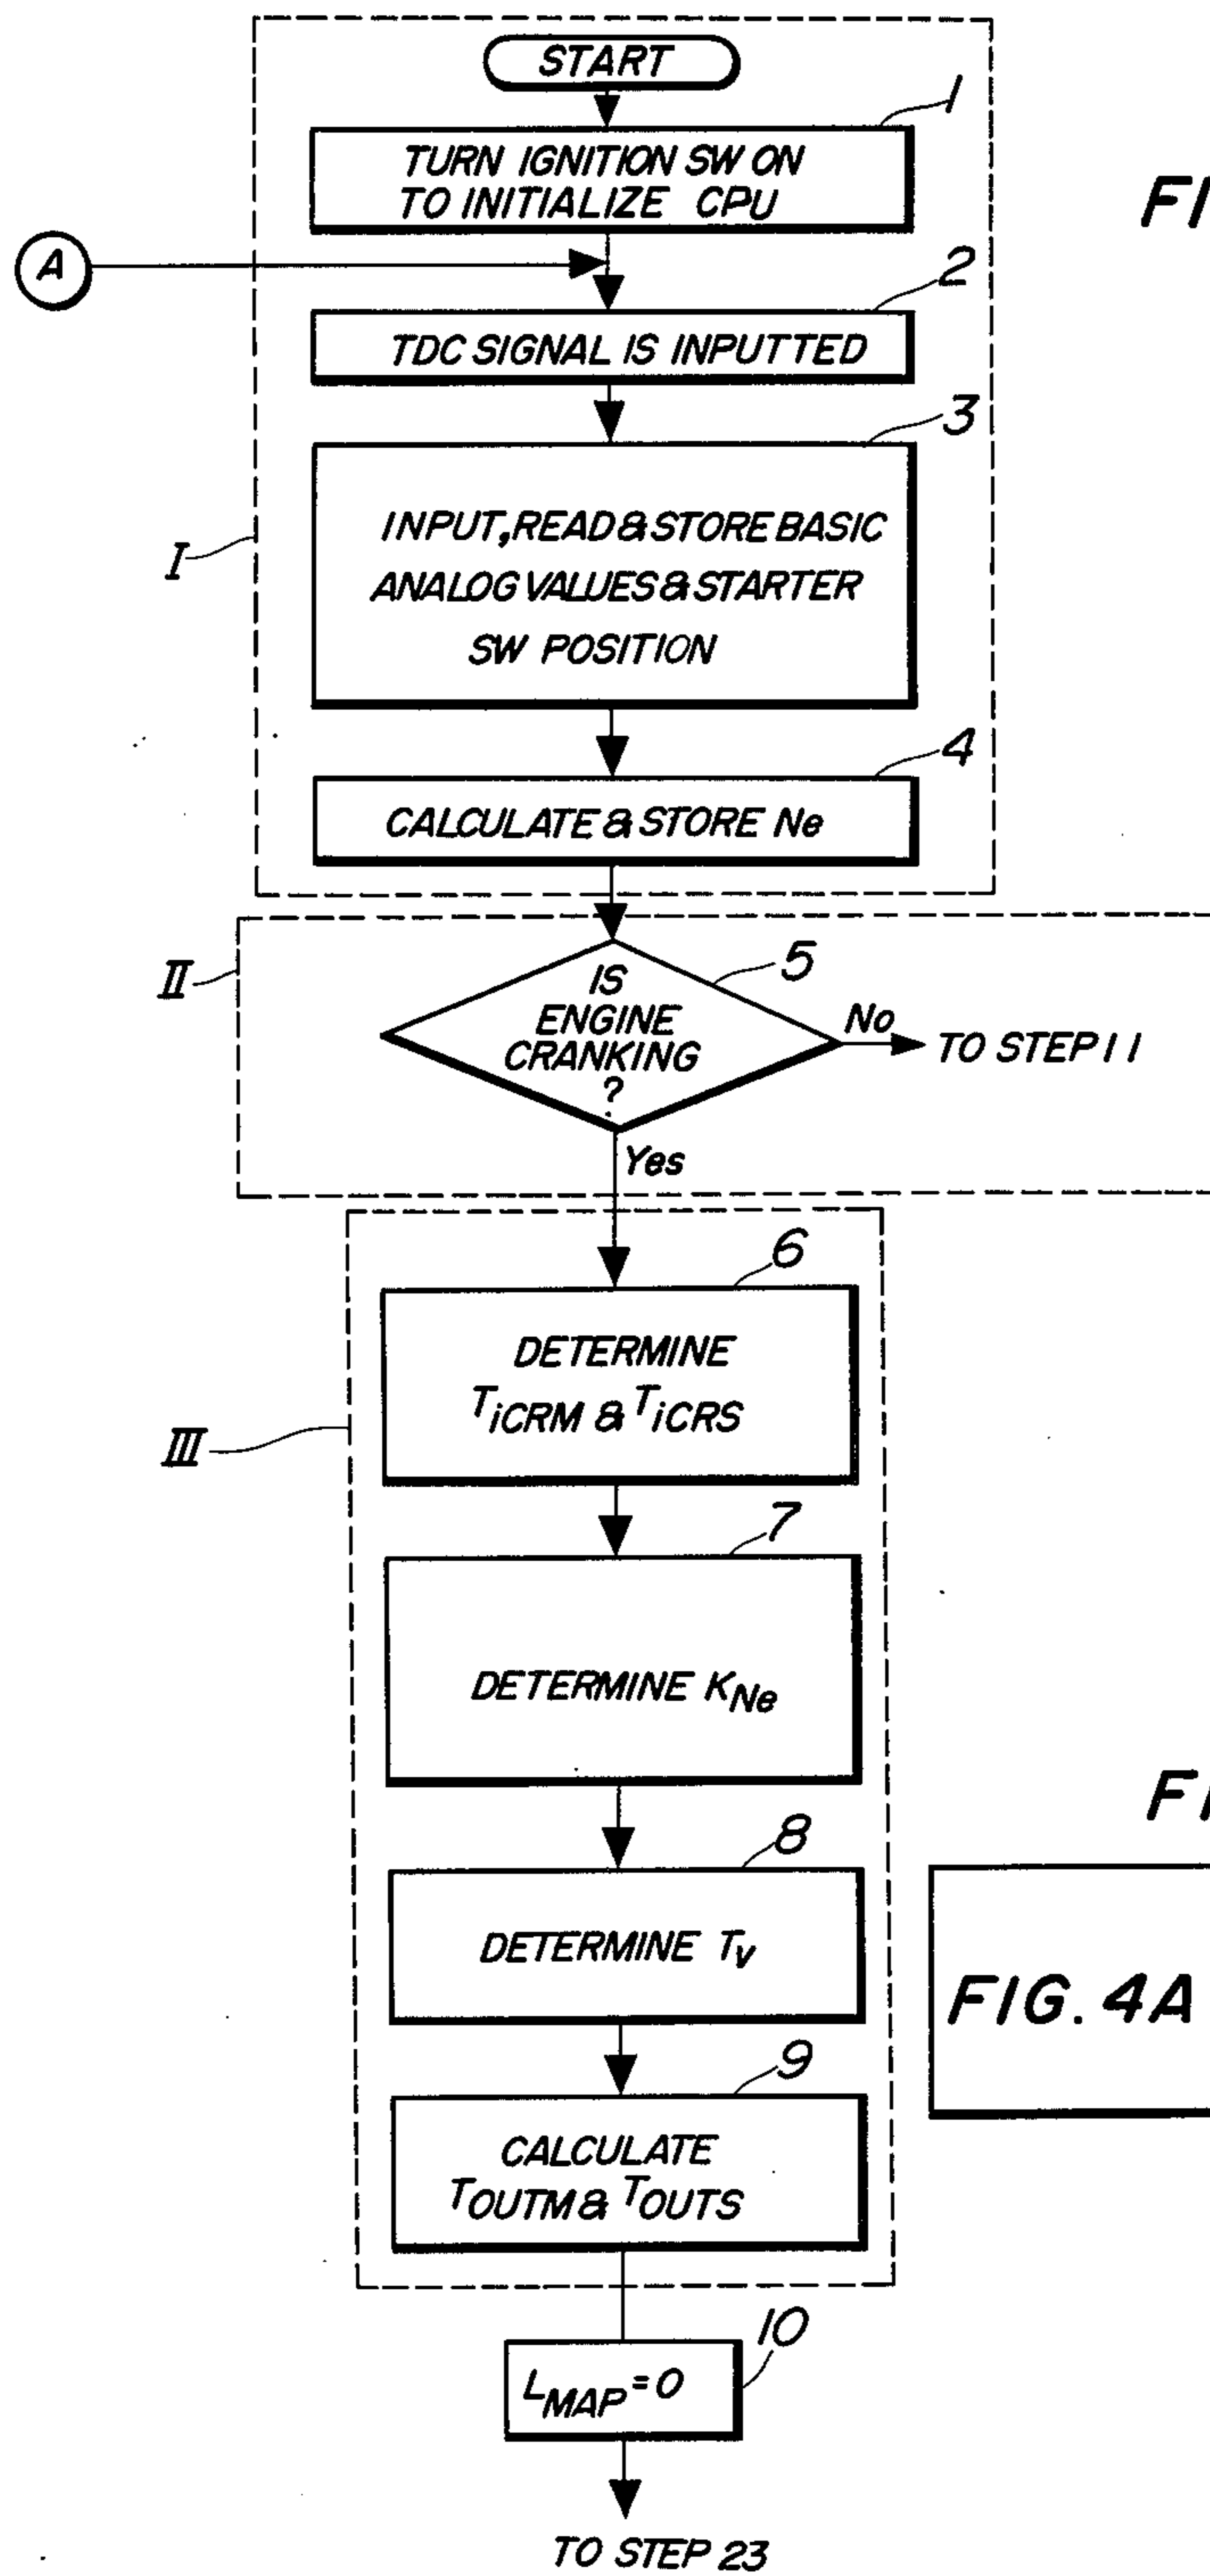 START
1
TURN IGNITION SW ON
TO INITIALIZE CPU
A
2
TDC SIGNAL IS INPUTTED
3
INPUT, READ & STORE BASIC
ANALOG VALUES & STARTER
SW POSITION
I
4
CALCULATE & STORE Ne
II
5
IS
ENGINE
CRANKING
?
No
TO STEP 11
Yes
6
DETERMINE
TiCRM & TiCRS
III
7
DETERMINE KNe
8
DETERMINE TV
9
CALCULATE
TOUTM & TOUTS
10
LMAP = 0
TO STEP 23
FIG. 4A